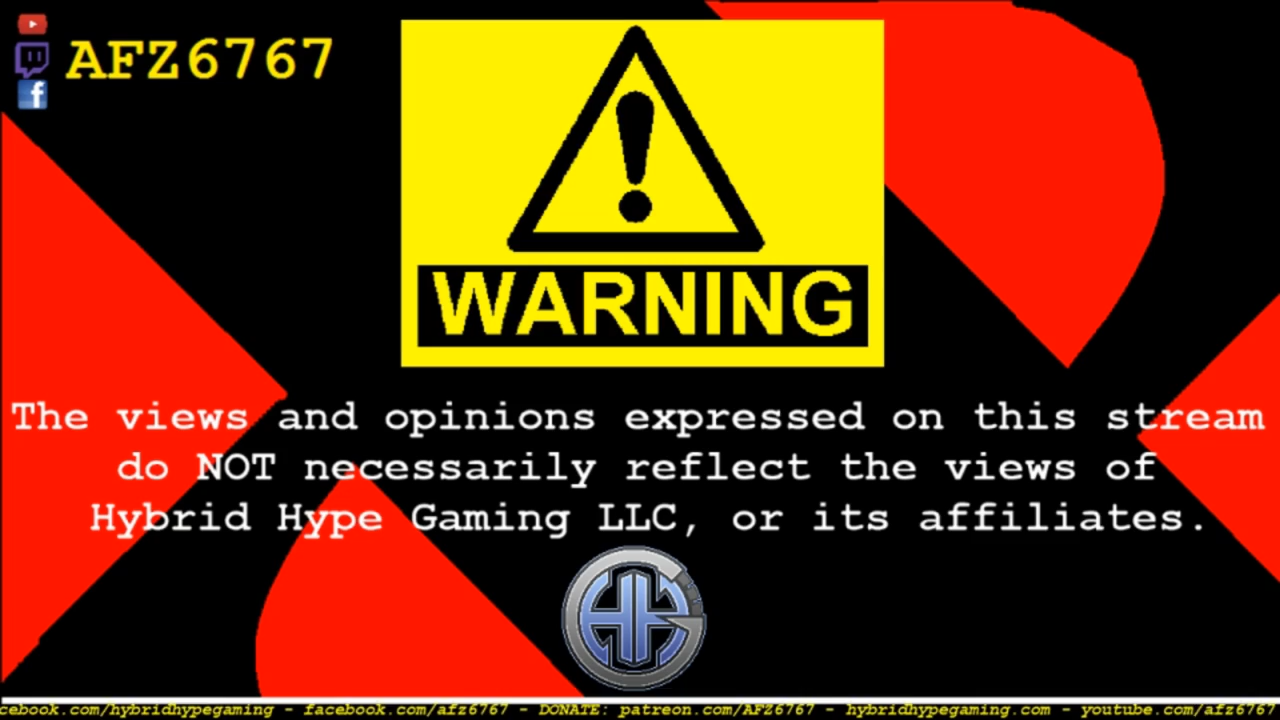 AFZ6767
WARNING
The views and opinions expressed on this stream
do NOT necessarily reflect the views of
Hybrid Hype Gaming LLC, or its affiliates.
cebook.com/hybridhypegaming - facebook.com/afz6767 - DONATE: patreon.com/AFZ6767 - hybridhypegaming.com - youtube.com/afz6767